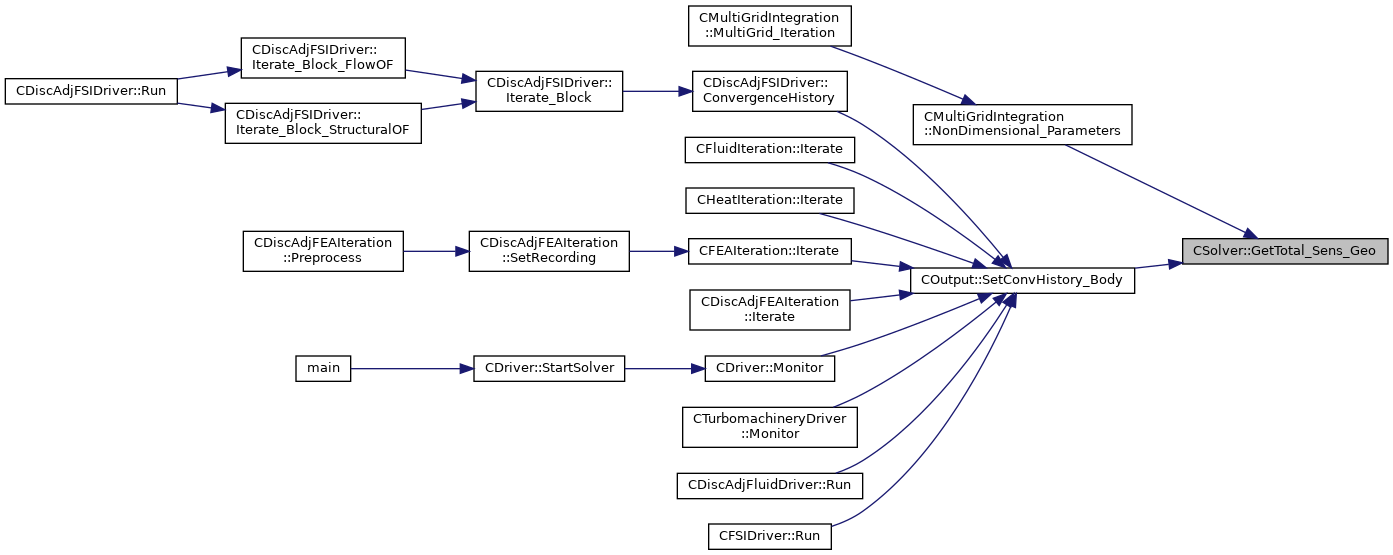 CMultiGridIntegration
::MultiGrid_Iteration
CDiscAdjFSIDriver::
Iterate_Block_FlowOF
CDiscAdjFSIDriver::Run
CDiscAdjFSIDriver::
Iterate_Block_StructuralOF
CDiscAdjFSIDriver::
Iterate_Block
CDiscAdjFSIDriver::
ConvergenceHistory
CMultiGridIntegration
::NonDimensional_Parameters
CFluidIteration::Iterate
CHeatIteration::Iterate
CDiscAdjFEAIteration
::Preprocess
CDiscAdjFEAIteration
::SetRecording
CFEAIteration::Iterate
CSolver::GetTotal_Sens_Geo
COutput::SetConvHistory_Body
CDiscAdjFEAIteration
::Iterate
main
CDriver::StartSolver
CDriver::Monitor
CTurbomachineryDriver
::Monitor
CDiscAdjFluidDriver::Run
CFSIDriver::Run